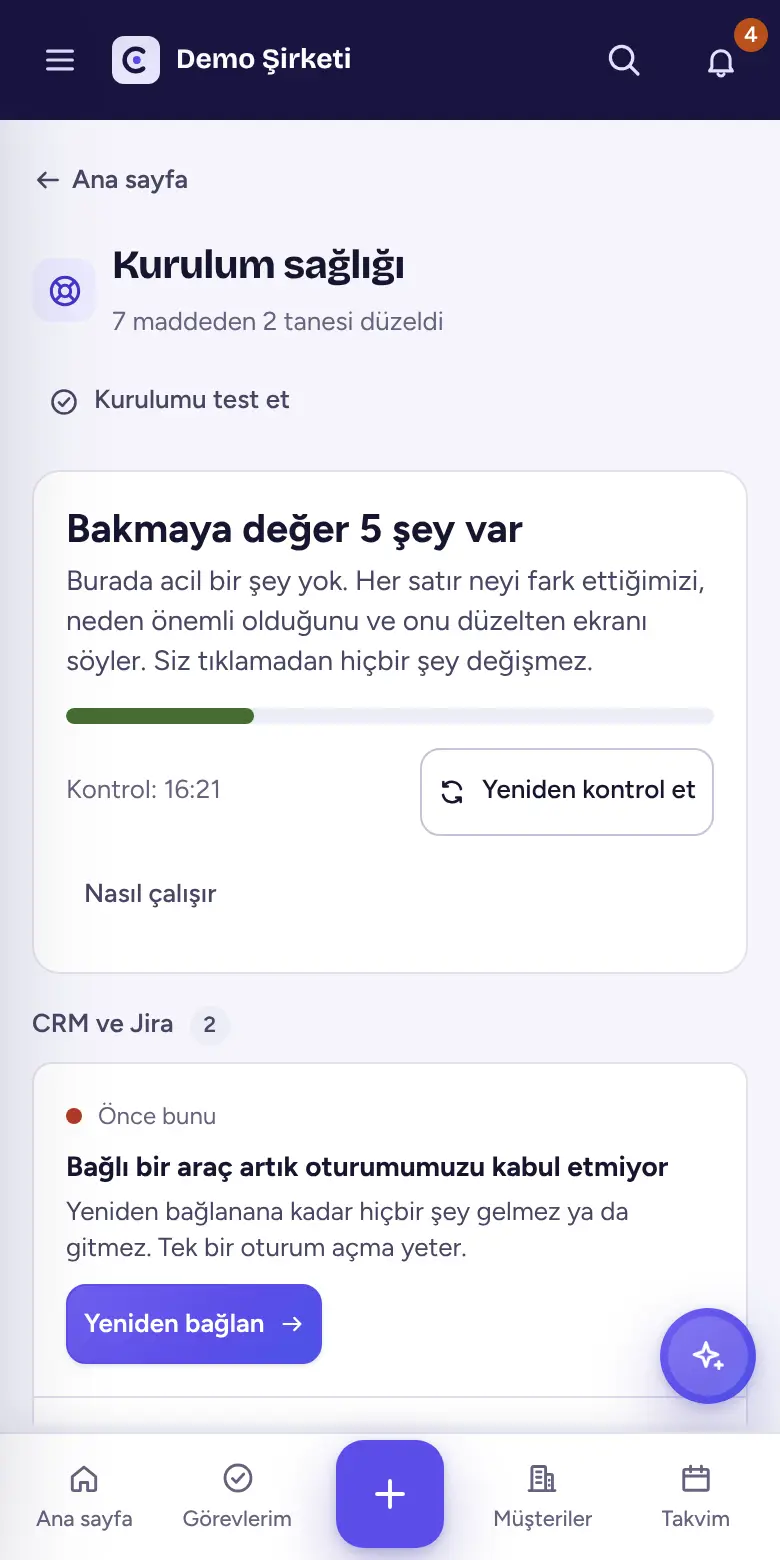 Demo Şirketi
4
Ana sayfa
Kurulum sağlığı
7 maddeden 2 tanesi düzeldi
Kurulumu test et
Bakmaya değer 5 şey var
Burada acil bir şey yok. Her satır neyi fark ettiğimizi,
neden önemli olduğunu ve onu düzelten ekranı
söyler. Siz tıklamadan hiçbir şey değişmez.
Kontrol: 16:21
Yeniden kontrol et
Nasıl çalışır
CRM ve Jira 2
Önce bunu
Bağlı bir araç artık oturumumuzu kabul etmiyor
Yeniden bağlanana kadar hiçbir şey gelmez ya da
gitmez. Tek bir oturum açma yeter.
Yeniden bağlan
Ana sayfa
Görevlerim
Müşteriler
Takvim